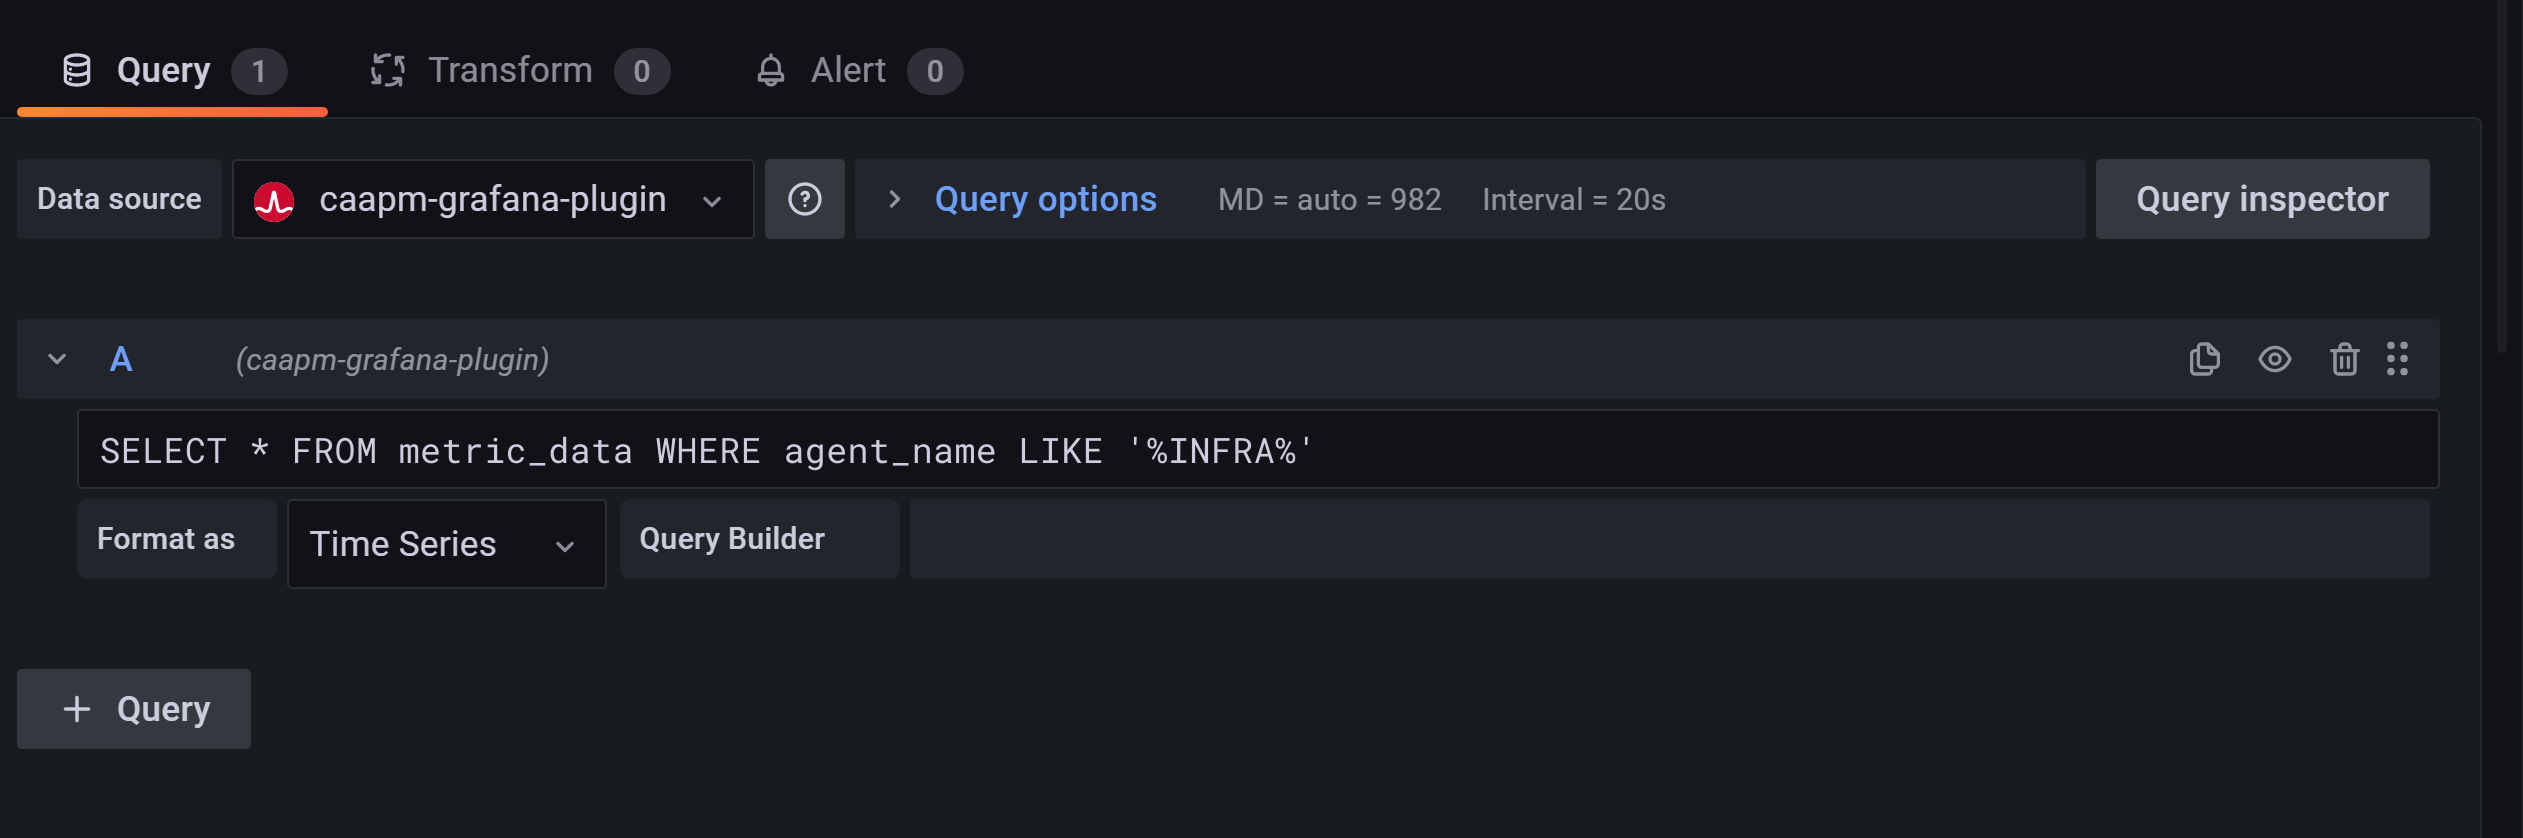 Query 1 Transform 0 Alert 0
Data source caapm-grafana-plugin Query options MD = auto = 982 Interval = 20s Query inspector
A (caapm-grafana-plugin)
SELECT * FROM metric_data WHERE agent_name LIKE '%INFRA%'
Format as Time Series Query Builder
+ Query